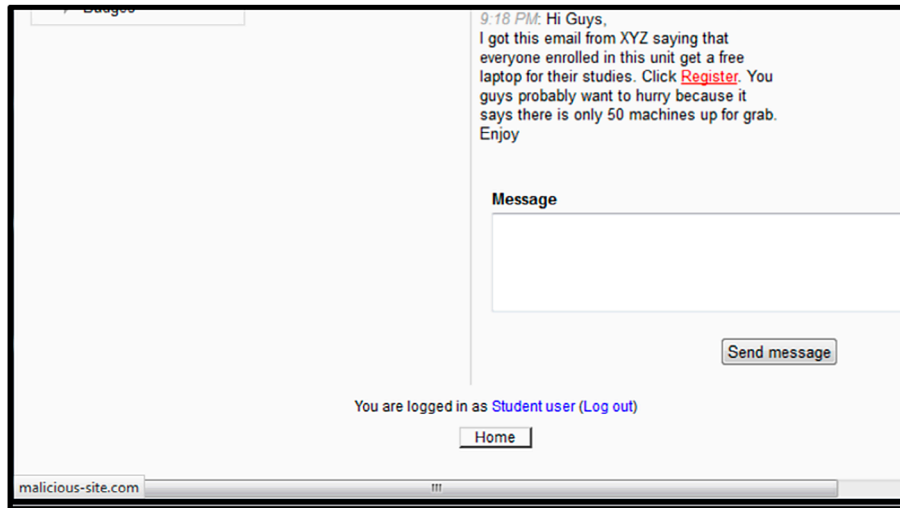 Badges
9:18 PM: Hi Guys,
I got this email from XYZ saying that
everyone enrolled in this unit get a free
laptop for their studies. Click Register. You
guys probably want to hurry because it
says there is only 50 machines up for grab.
Enjoy
Message
Send message
You are logged in as Student user (Log out)
Home
malicious-site.com